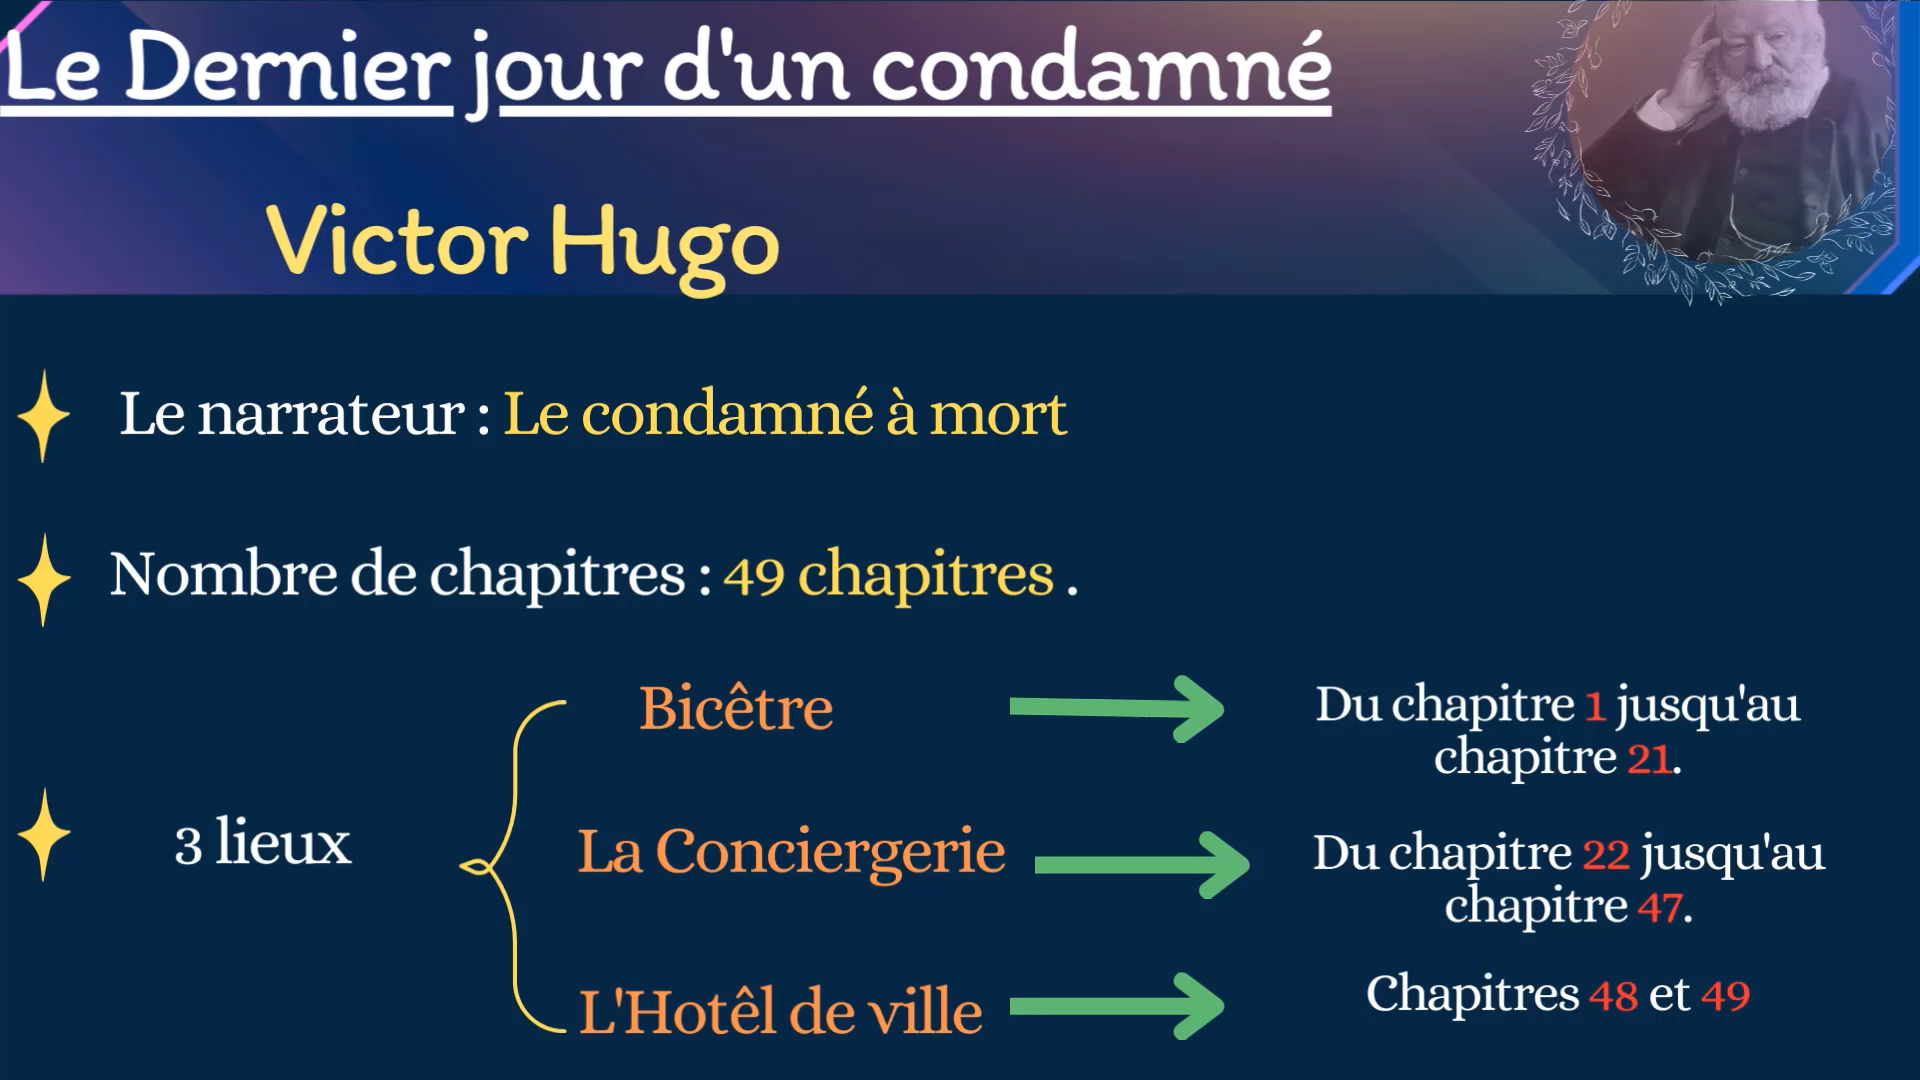 Le Dernier jour d'un condamné
Victor Hugo
Le narrateur : Le condamné à mort
Nombre de chapitres : 49 chapitres .
3 lieux
Bicêtre
Du chapitre 1 jusqu'au
chapitre 21.
La Conciergerie
Du chapitre 22 jusqu'au
chapitre 47.
L'Hotêl de ville
Chapitres 48 et 49